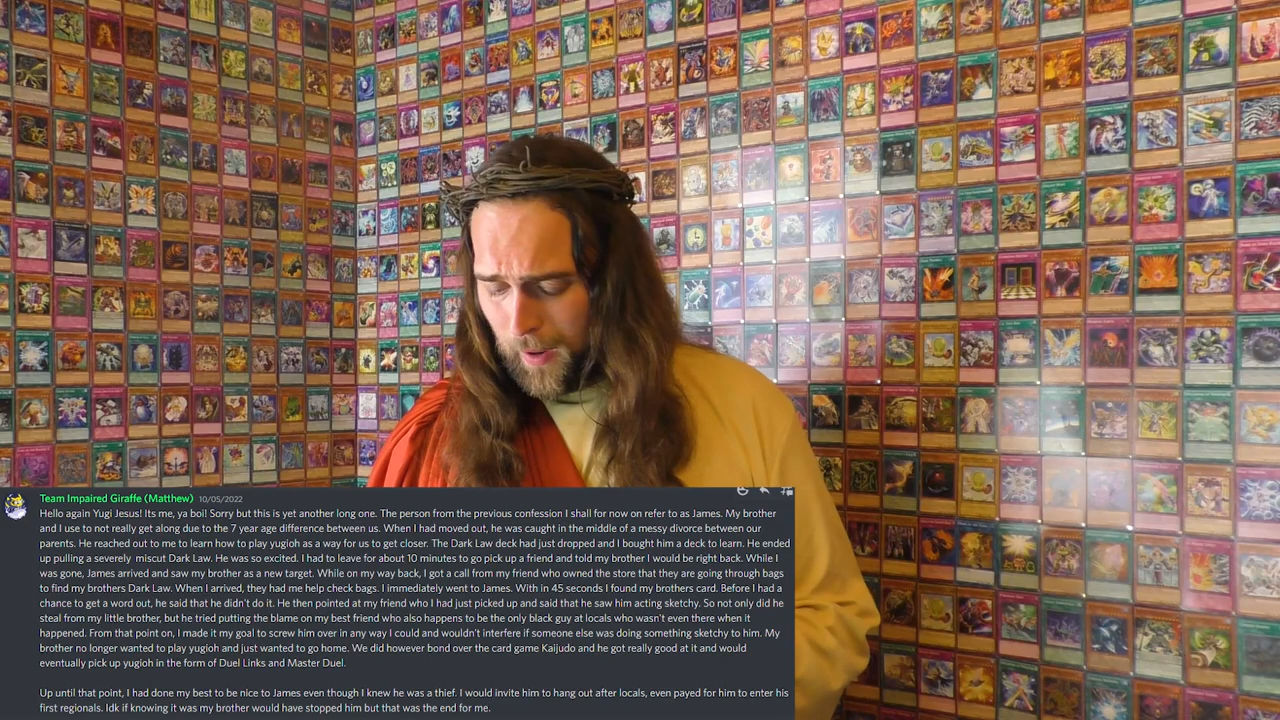 Team Impaired Giraffe (Matthew) 10/05/2022
Hello again Yugi Jesus! Its me, ya boi! Sorry but this is yet another long one. The person from the previous confession I shall for now on refer to as James. My brother
and I use to not really get along due to the 7 year age difference between us. When I had moved out, he was caught in the middle of a messy divorce between our
parents. He reached out to me to learn how to play yugioh as a way for us to get closer. The Dark Law deck had just dropped and I bought him a deck to learn. He ended
up pulling a severely miscut Dark Law. He was so excited. I had to leave for about 10 minutes to go pick up a friend and told my brother I would be right back. While I
was gone, James arrived and saw my brother as a new target. While on my way back, I got a call from my friend who owned the store that they are going through bags
to find my brothers Dark Law. When I arrived, they had me help check bags. I immediately went to James. With in 45 seconds I found my brothers card. Before I had a
chance to get a word out, he said that he didn't do it. He then pointed at my friend who I had just picked up and said that he saw him acting sketchy. So not only did he
steal from my little brother, but he tried putting the blame on my best friend who also happens to be the only black guy at locals who wasn't even there when it
happened. From that point on, I made it my goal to screw him over in any way I could and wouldn't interfere if someone else was doing something sketchy to him. My
brother no longer wanted to play yugioh and just wanted to go home. We did however bond over the card game Kaijudo and he got really good at it and would
eventually pick up yugioh in the form of Duel Links and Master Duel.
Up until that point, I had done my best to be nice to James even though I knew he was a thief. I would invite him to hang out after locals, even payed for him to enter his
first regionals. Idk if knowing it was my brother would have stopped him but that was the end for me.